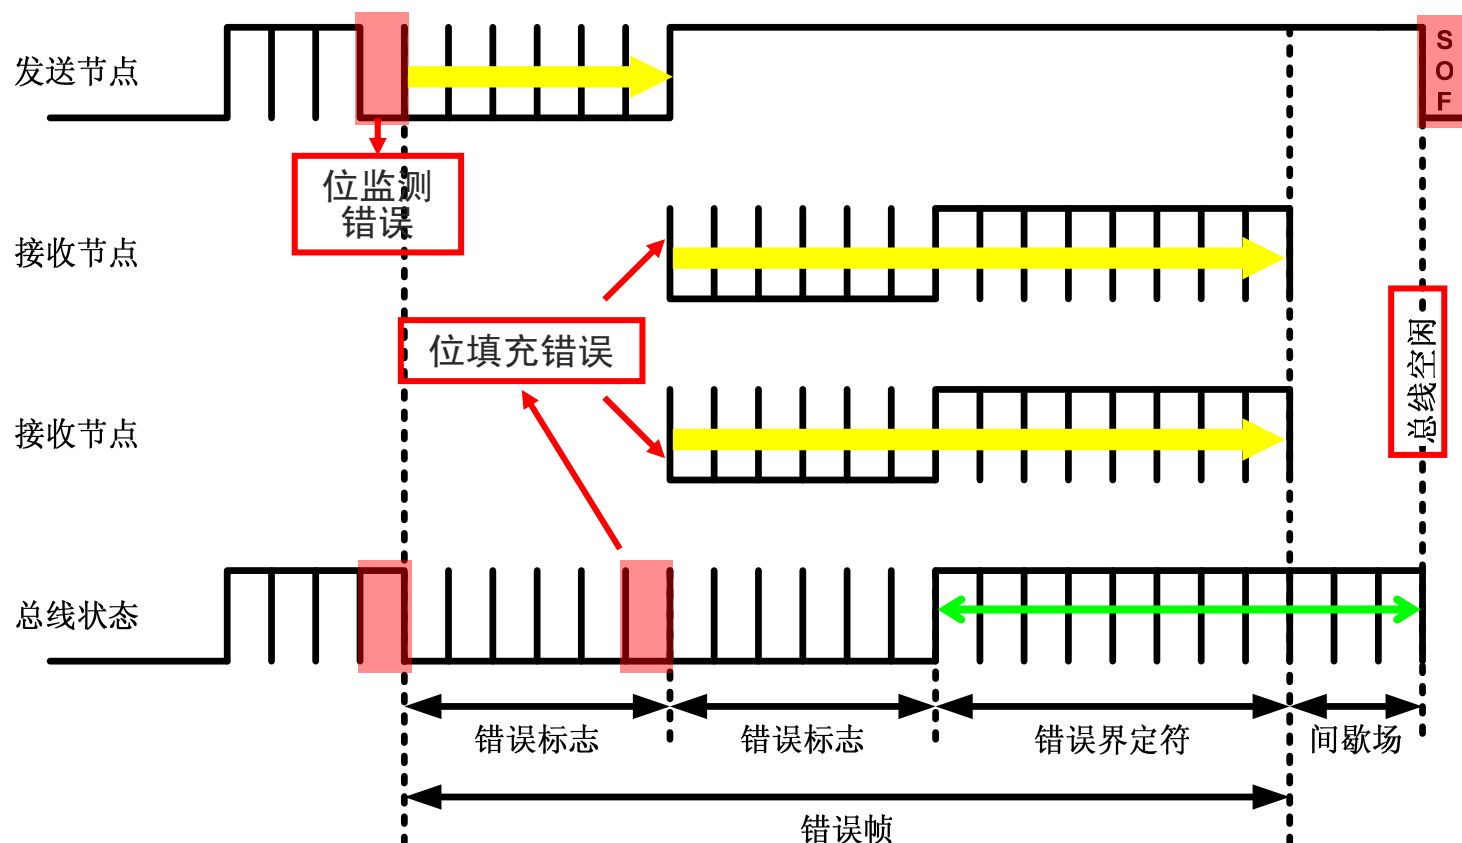 发送节点
S
O
F
位监测
错误
接收节点
位填充错误
总线空闲
接收节点
总线状态
错误标志
错误标志
错误界定符
间歇场
错误帧